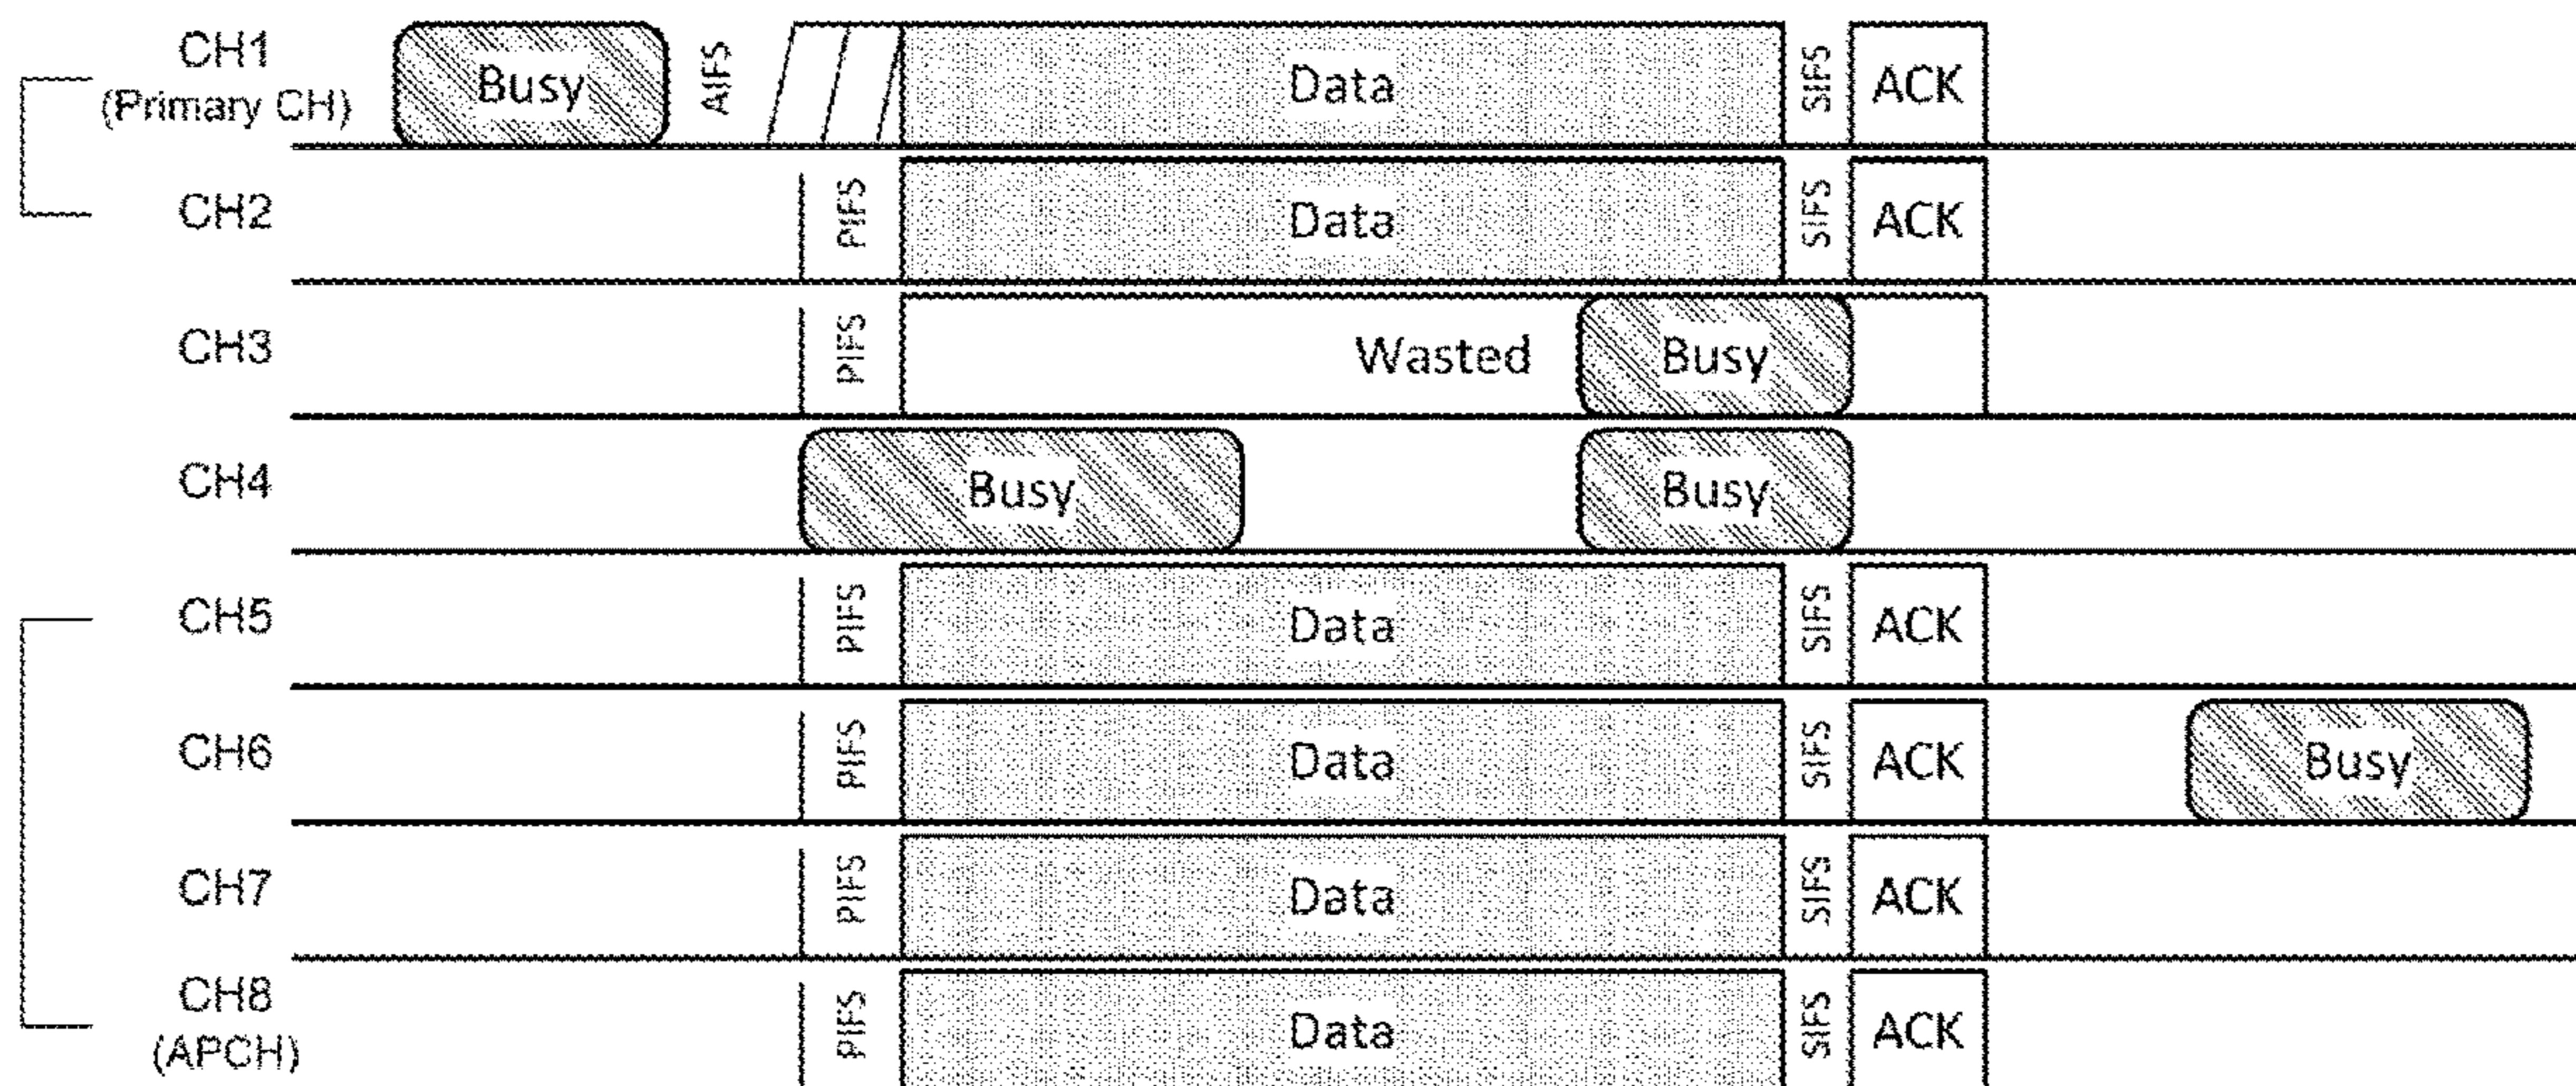 CH1
(Primary CH)
Busy
AIFS
Data
SIFS
ACK
CH2
PIFS
Data
SIFS
ACK
CH3
PIFS
Wasted
Busy
CH4
Busy
Busy
CH5
PIFS
Data
SIFS
ACK
CH6
PIFS
Data
SIFS
ACK
Busy
CH7
PIFS
Data
SIFS
ACK
CH8
(APCH)
PIFS
Data
SIFS
ACK